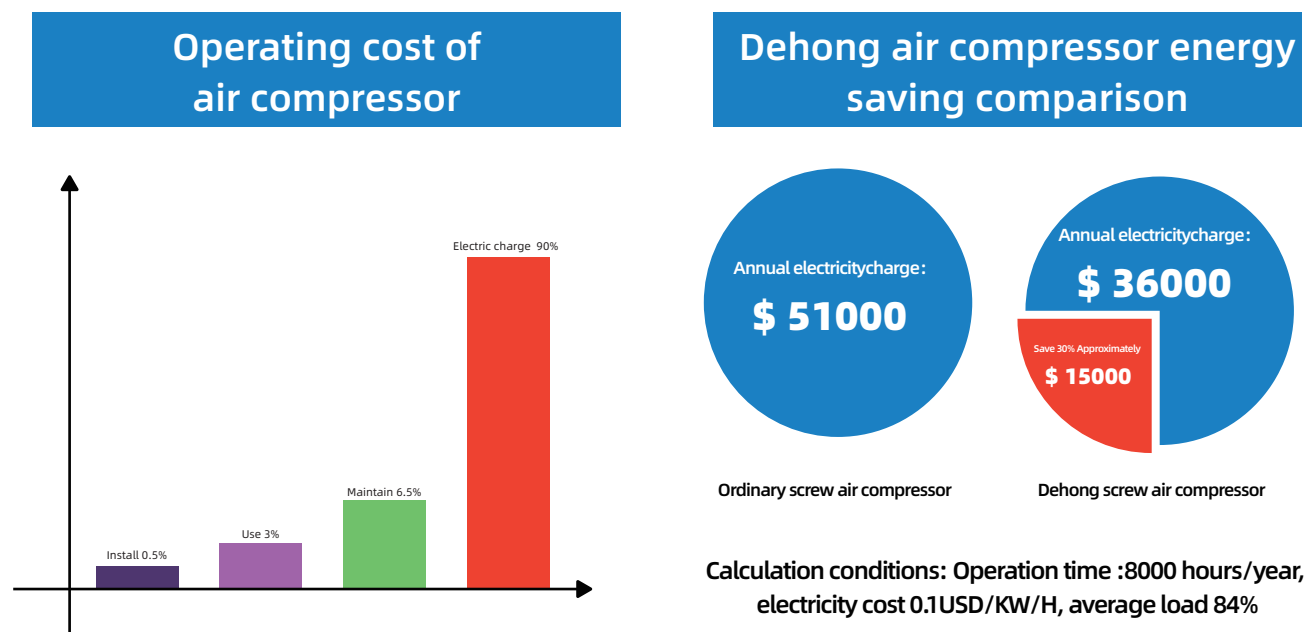 Operating cost of
air compressor
Electric charge 90%
Maintain 6.5%
Use 3%
Install 0.5%
Dehong air compressor energy
saving comparison
Annual electricitycharge:
$ 51000
Ordinary screw air compressor
Annual electricitycharge:
$ 36000
Save 30% Approximately
$ 15000
Dehong screw air compressor
Calculation conditions: Operation time :8000 hours/year,
electricity cost 0.1USD/KW/H, average load 84%